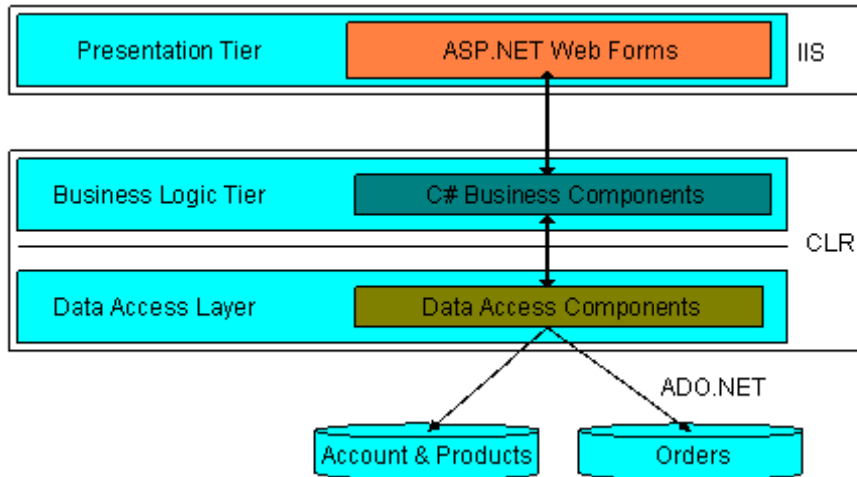 Presentation Tier
ASP.NET Web Forms
IIS
Business Logic Tier
C# Business Components
CLR
Data Access Layer
Data Access Components
ADO.NET
Account & Products
Orders